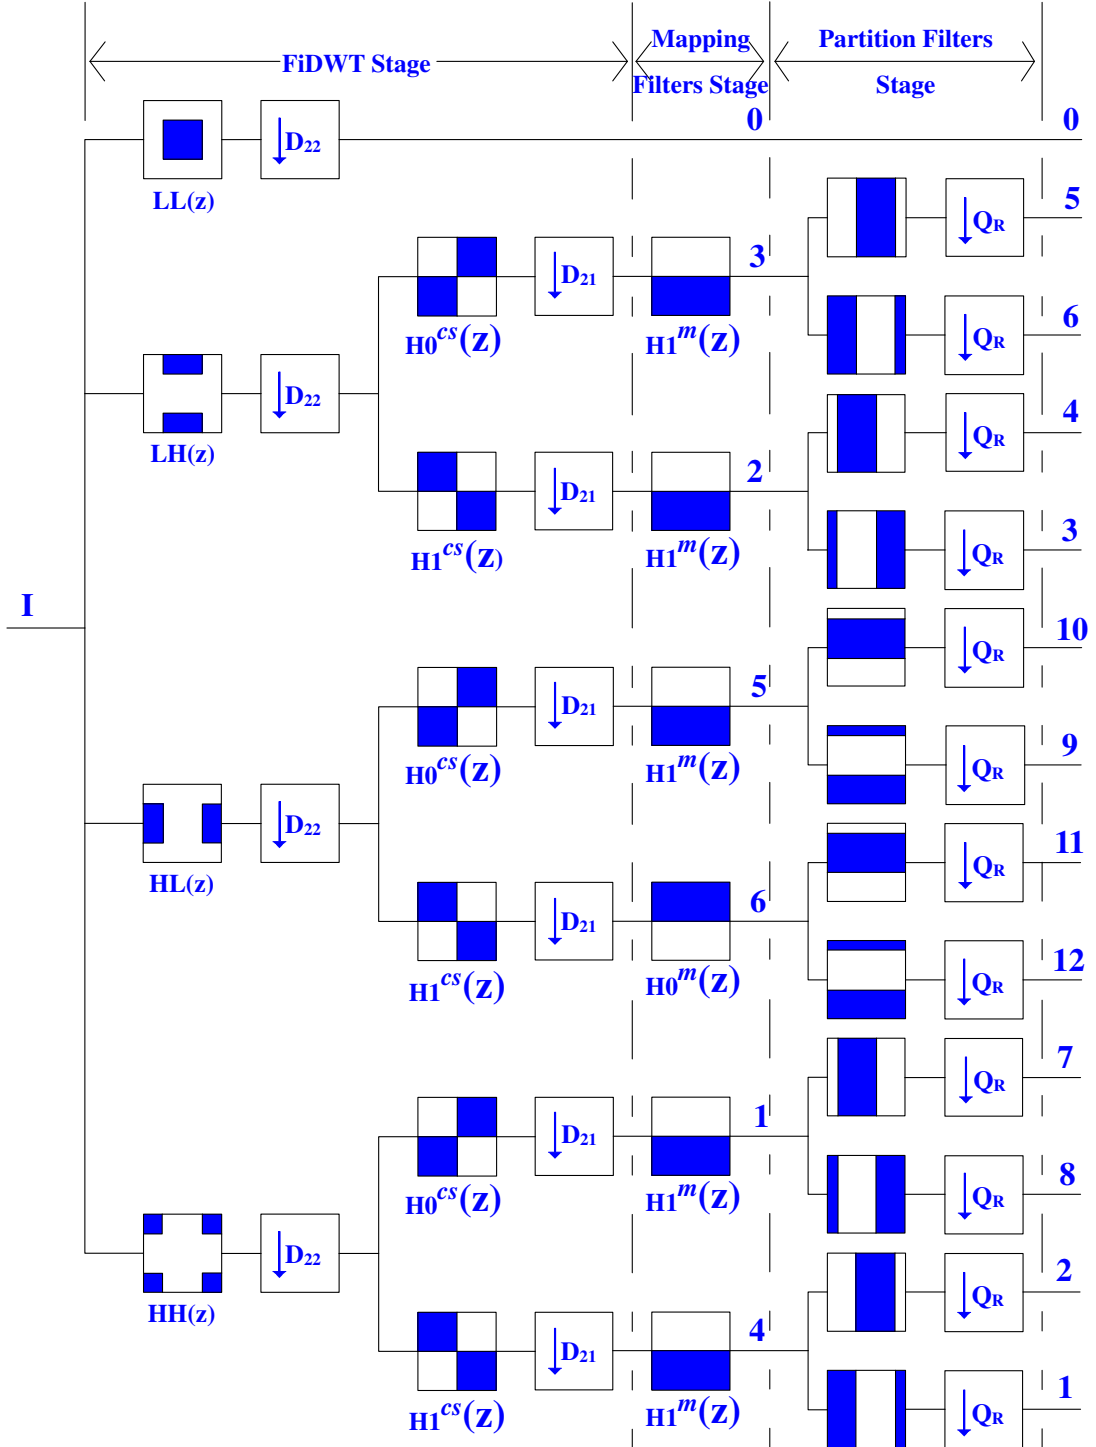 Mapping
Partition Filters
FiDWT Stage
Filters Stage
Stage
0
0
D22
LL(z)
5
QR
3
D21
H0cs(z)
H1m(z)
6
QR
D22
LH(z)
4
QR
2
D21
H1cs(z)
H1m(z)
3
QR
I
10
QR
5
D21
H0cs(z)
H1m(z)
9
QR
D22
HL(z)
11
QR
6
D21
H1cs(z)
H0m(z)
12
QR
7
QR
1
D21
H0cs(z)
H1m(z)
8
QR
D22
HH(z)
2
QR
4
D21
H1cs(z)
H1m(z)
1
QR